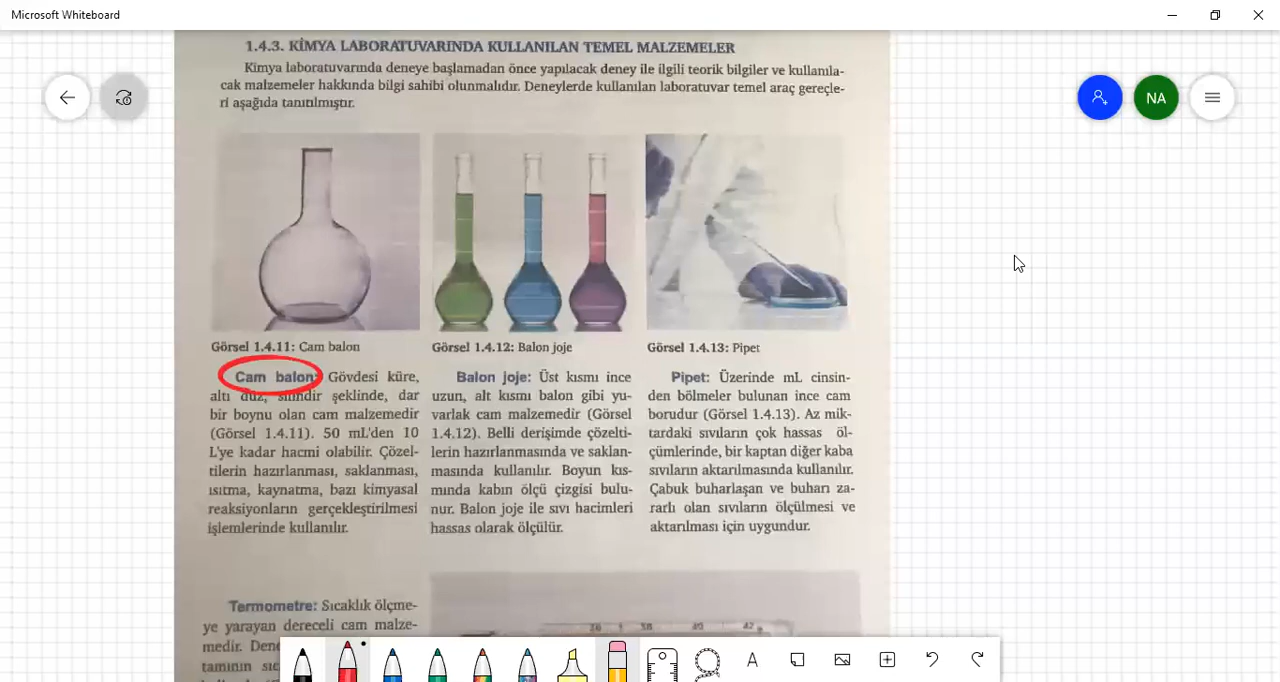 Microsoft Whiteboard
1.4.3. KİMYA LABORATUVARINDA KULLANILAN TEMEL MALZEMELER
Kimya laboratuvarında deneye başlamadan önce yapılacak deney ile ilgili teorik bilgiler ve kullanıla-
cak malzemeler hakkında bilgi sahibi olunmalıdır. Deneylerde kullanılan laboratuvar temel araç gereçle-
ri aşağıda tanıtılmıştır.
NA
Görsel 1.4.11: Cam balon
Cam balon: Gövdesi küre,
altı düz, silindir şeklinde, dar
bir boynu olan cam malzemedir
(Görsel 1.4.11). 50 mL'den 10
L'ye kadar hacmi olabilir. Çözel-
tilerin hazırlanması, saklanması,
ısıtma, kaynatma, bazı kimyasal
reaksiyonların gerçekleştirilmesi
işlemlerinde kullanılır.
Görsel 1.4.12: Balon joje
Balon joje: Üst kısmı ince
uzun, alt kısmı balon gibi yu-
varlak cam malzemedir (Görsel
1.4.12). Belli derişimde çözelti-
lerin hazırlanmasında ve saklan-
masında kullanılır. Boyun kıs-
mında kabın ölçü çizgisi bulu-
nur. Balon joje ile sıvı hacimleri
hassas olarak ölçülür.
Görsel 1.4.13: Pipet
Pipet: Üzerinde mL cinsin-
den bölmeler bulunan ince cam
borudur (Görsel 1.4.13). Az mik-
tardaki sıvıların çok hassas öl-
çümlerinde, bir kaptan diğer kaba
sıvıların aktarılmasında kullanılır.
Çabuk buharlaşan ve buharı za-
rarlı olan sıvıların ölçülmesi ve
aktarılması için uygundur.
Termometre: Sıcaklık ölçme-
ye yarayan dereceli cam malze-
medir.
tamının
40 42
A